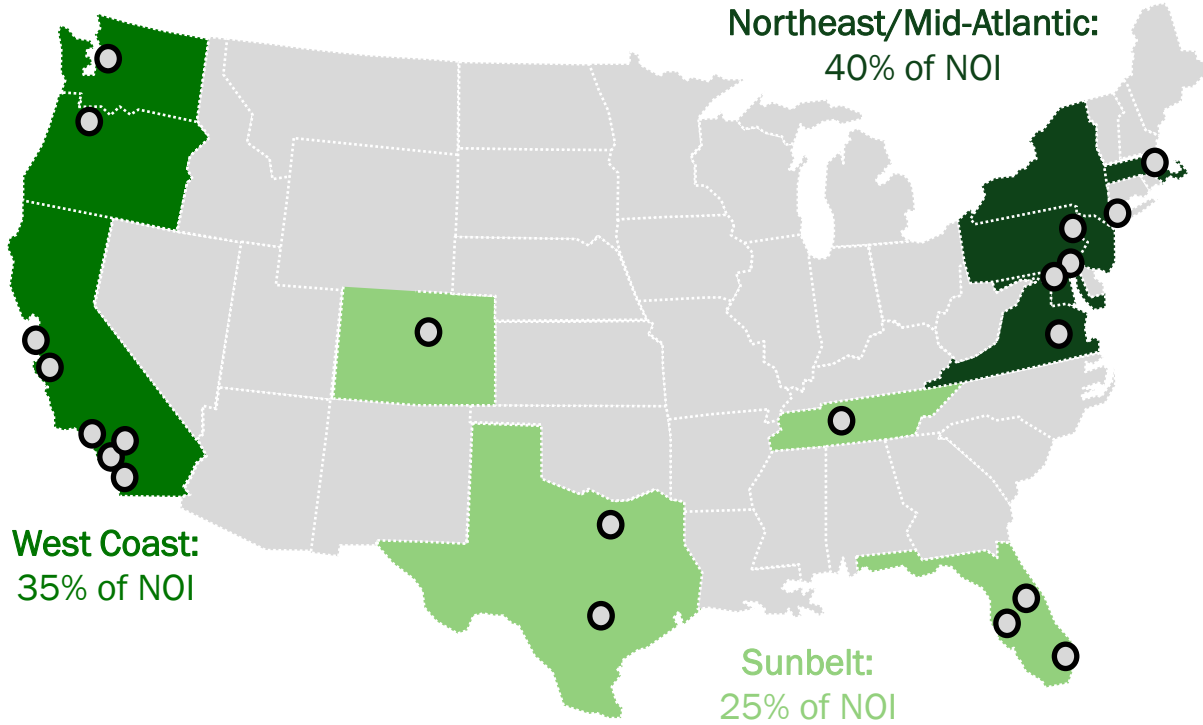 Northeast/Mid-Atlantic:
40% of NOI
West Coast:
35% of NOI
Sunbelt:
25% of NOI